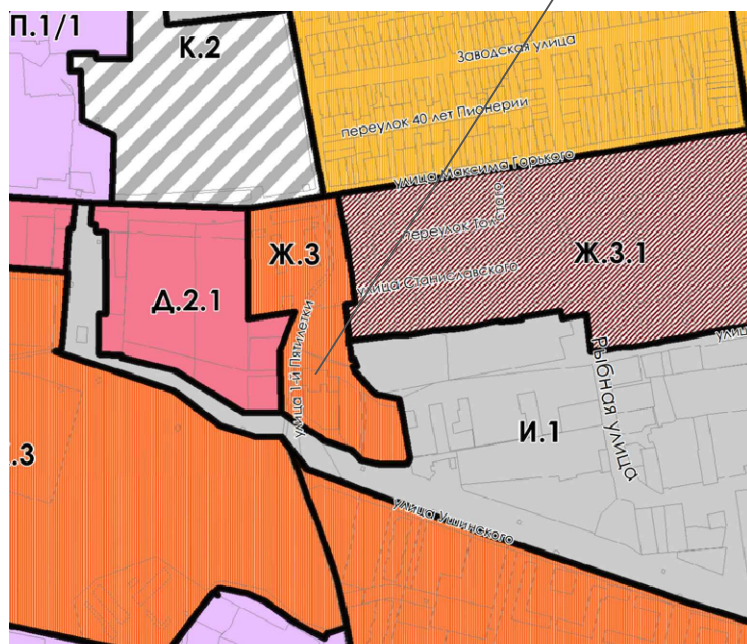 П.1/1
К.2
Заводская улица
переулок 40 лет Пионерии
улица Максима Горького
переулок Толстого
Ж.3
Ж.3.1
улица Станиславского
Д.2.1
улица 1-й Пятилетки
Рыбная улица
И.1
.3
улица Ушинского